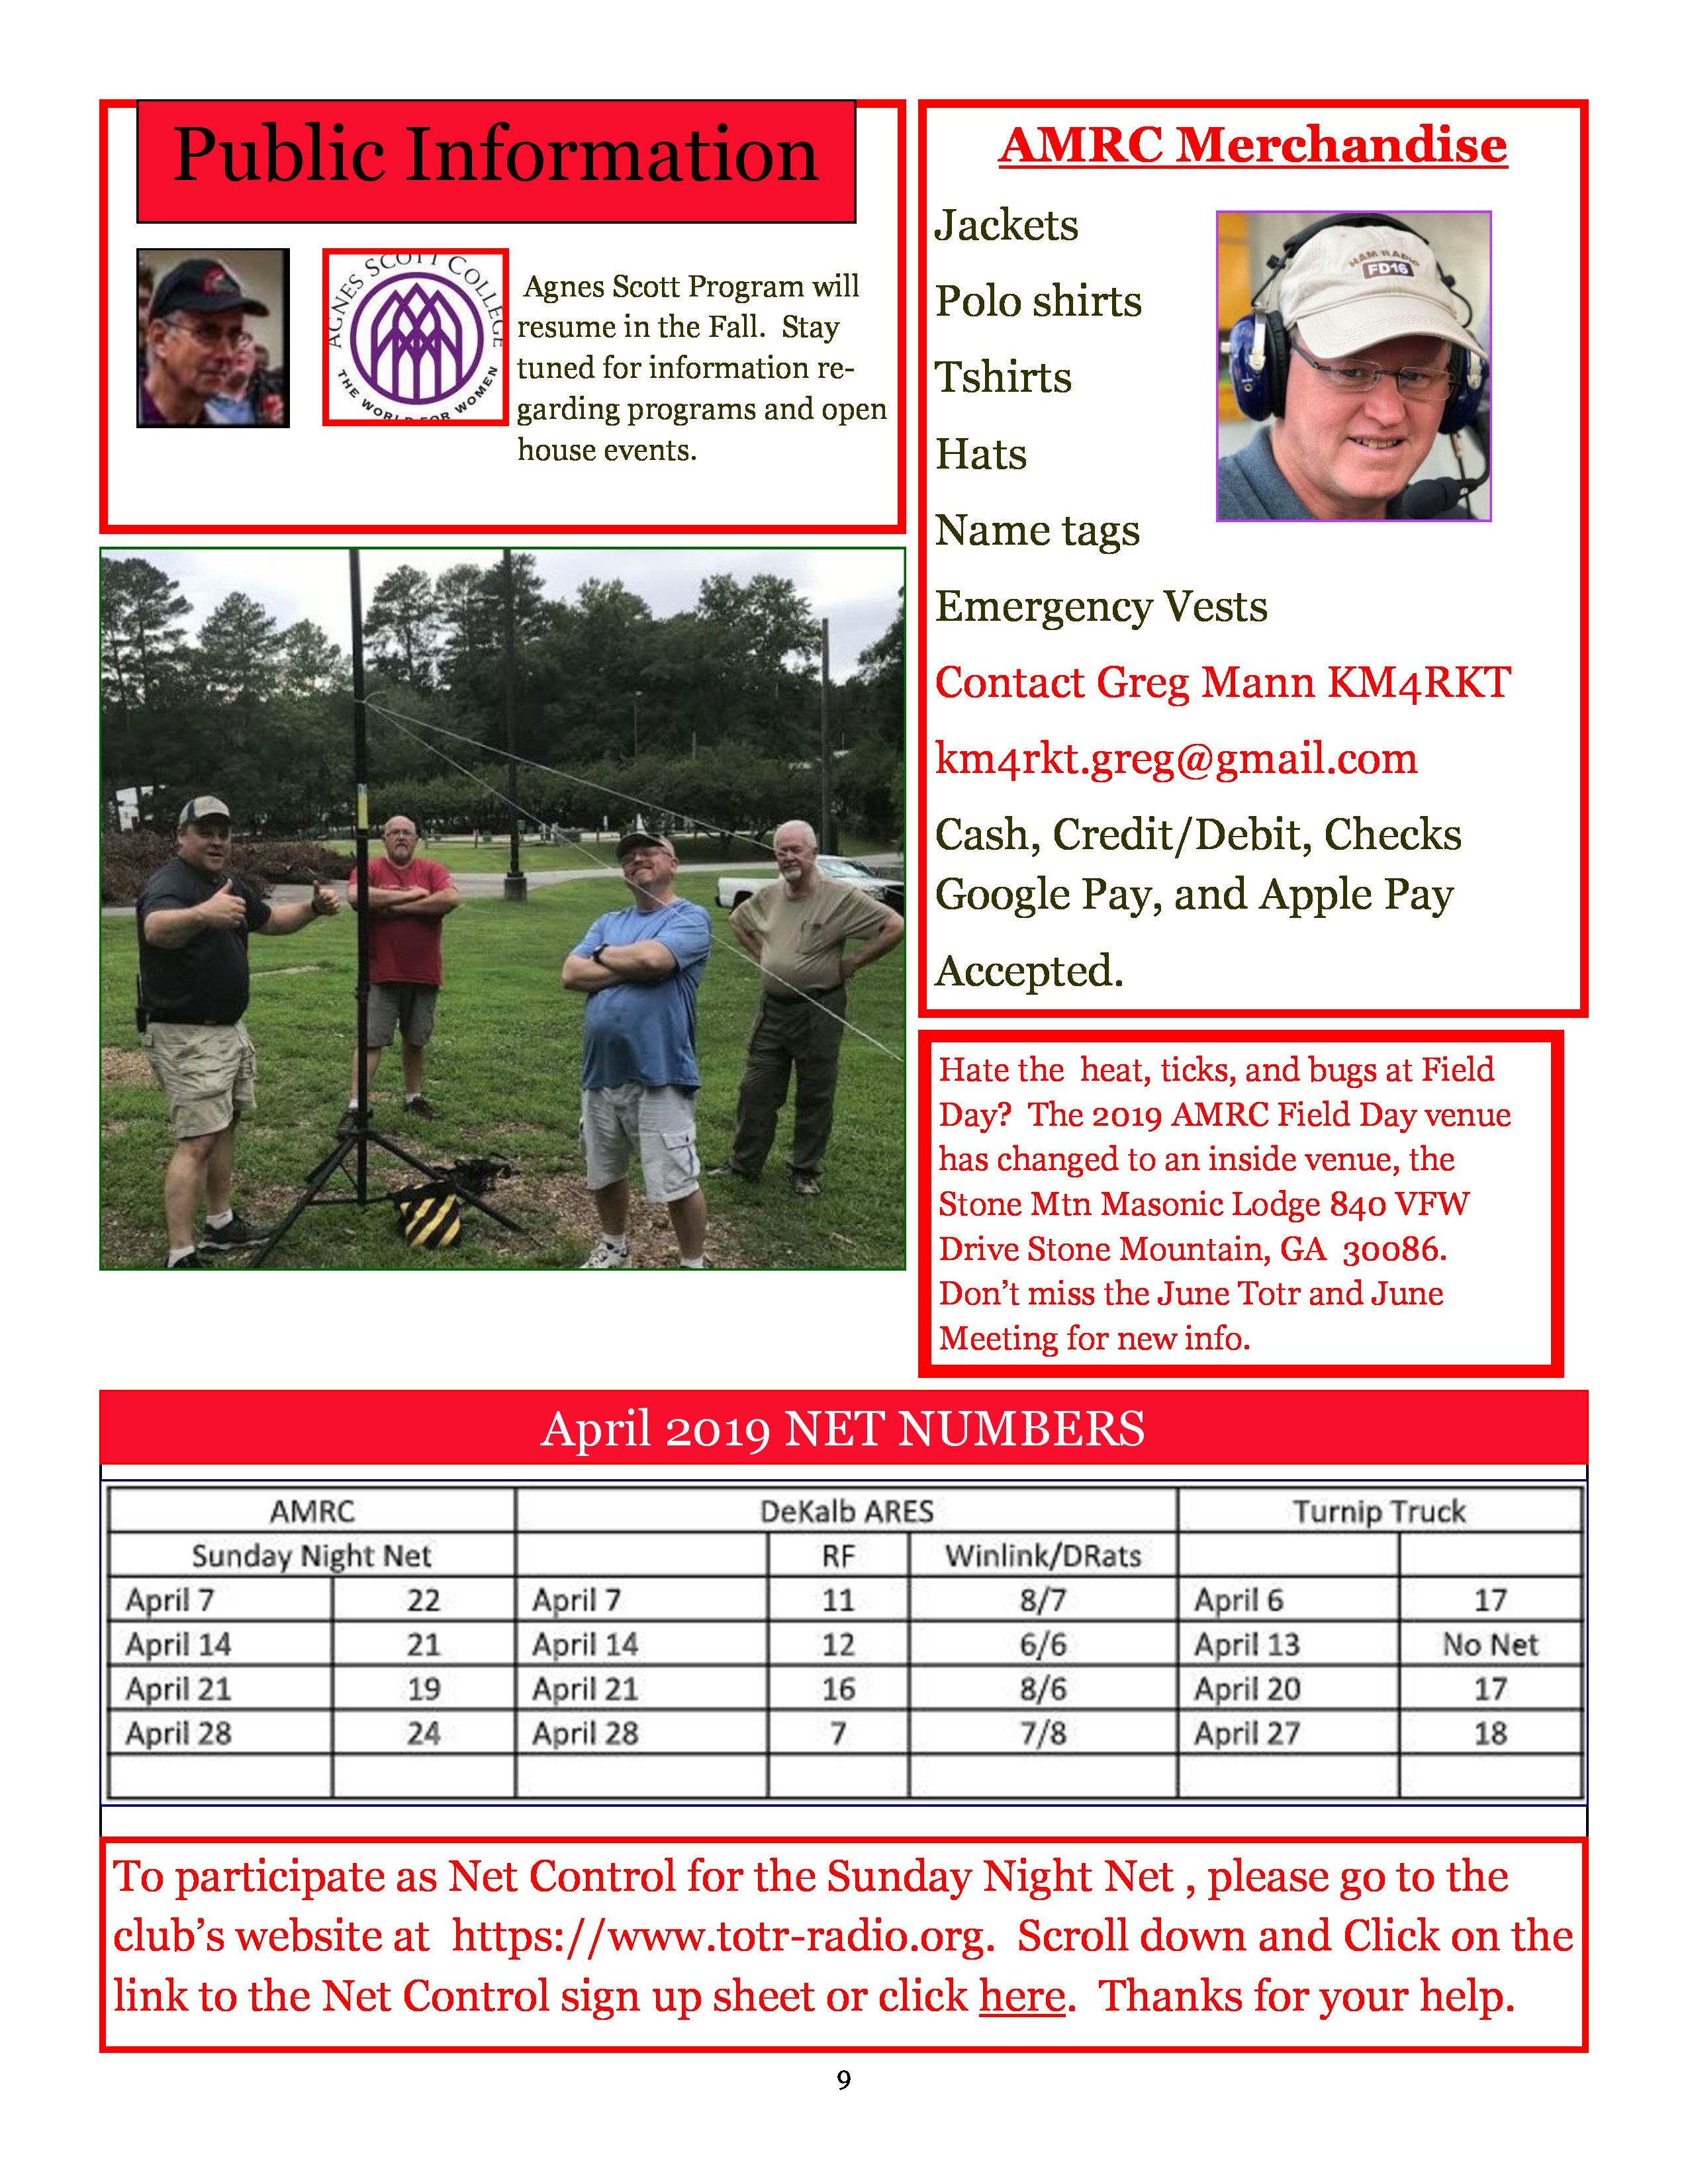 Public Information
AGNES SCOTT COLLEGE
THE WORLD FOR WOMEN
Agnes Scott Program will
resume in the Fall.  Stay
tuned for information re-
garding programs and open
house events.
AMRC Merchandise
Jackets
Polo shirts
Tshirts
Hats
Name tags
Emergency Vests
HAM RADIO
FD16
Contact Greg Mann KM4RKT
km4rkt.greg@gmail.com
Cash, Credit/Debit, Checks
Google Pay, and Apple Pay
Accepted.
Hate the  heat, ticks, and bugs at Field
Day?  The 2019 AMRC Field Day venue
has changed to an inside venue, the
Stone Mtn Masonic Lodge 840 VFW
Drive Stone Mountain, GA  30086.
Don’t miss the June Totr and June
Meeting for new info.
April 2019 NET NUMBERS
AMRC DeKalb ARES Turnip Truck
Sunday Night Net RF Winlink/DRats
April 7 22 April 7 11 8/7 April 6 17
April 14 21 April 14 12 6/6 April 13 No Net
April 21 19 April 21 16 8/6 April 20 17
April 28 24 April 28 7 7/8 April 27 18
To participate as Net Control for the Sunday Night Net , please go to the
club’s website at  https://www.totr-radio.org.  Scroll down and Click on the
link to the Net Control sign up sheet or click here.  Thanks for your help.
9